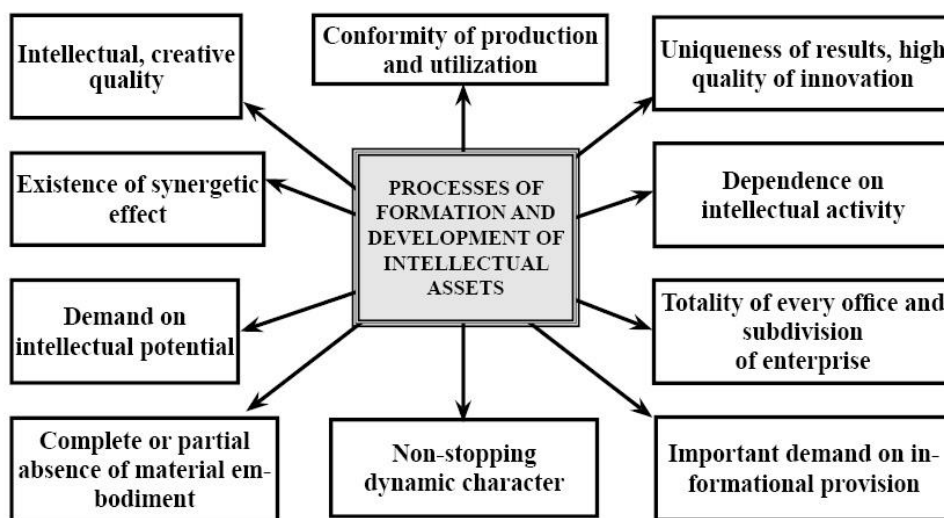 Intellectual, creative
quality
Conformity of production
and utilization
Uniqueness of results, high
quality of innovation
Existence of synergetic
effect
PROCESSES OF
FORMATION AND
DEVELOPMENT OF
INTELLECTUAL
ASSETS
Dependence on
intellectual activity
Demand on
intellectual potential
Totality of every office and
subdivision
of enterprise
Complete or partial
absence of material em-
bodiment
Non-stopping
dynamic character
Important demand on in-
formational provision